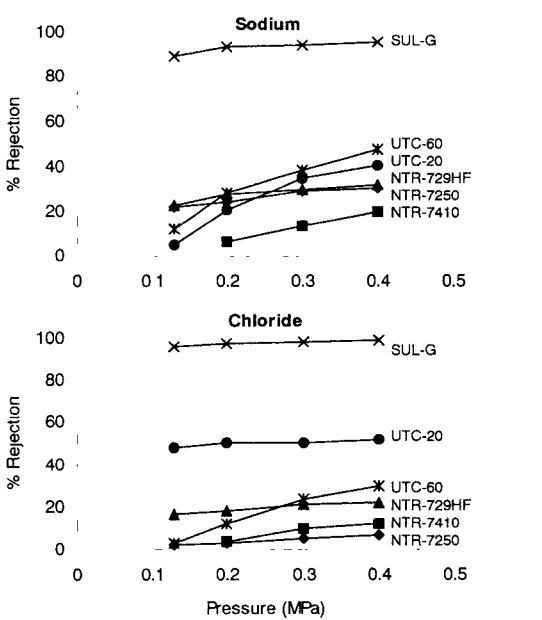 Sodium
100
80
60
40
20
0
% Rejection
SUL-G
UTC-60
UTC-20
NTR-729HF
NTR-7250
NTR-7410
0 0 1 0.2 0.3 0.4 0.5
Chloride
100
80
60
40
20
0
% Rejection
SUL-G
UTC-20
UTC-60
NTR-729HF
NTR-7410
NTR-7250
0 0.1 0.2 0.3 0.4 0.5
Pressure (MPa)